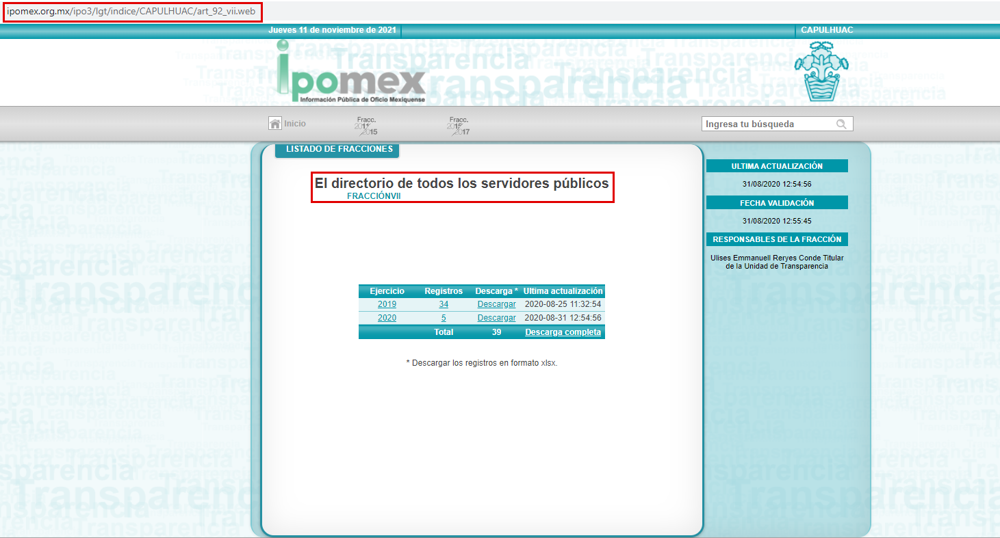 ipomex.org.mx/ipo3/lgt/indice/CAPULHUAC/art_92_vii.web
Jueves 11 de noviembre de 2021
CAPULHUAC
ipomex
Información Pública de Oficio Mexiquense
Inicio
Fracc.
2015
Fracc.
2017
Ingresa tu búsqueda
LISTADO DE FRACCIONES
El directorio de todos los servidores públicos
FRACCIÓNVII
ULTIMA ACTUALIZACIÓN
31/08/2020 12:54:56
FECHA VALIDACIÓN
31/08/2020 12:55:45
RESPONSABLES DE LA FRACCIÓN
Ulises Emmanuell Reryes Conde Titular
de la Unidad de Transparencia
Ejercicio Registros Descarga * Ultima actualización
2019 34 Descargar 2020-08-25 11:32:54
2020 5 Descargar 2020-08-31 12:54:56
Total 39 Descarga completa
* Descargar los registros en formato xlsx.